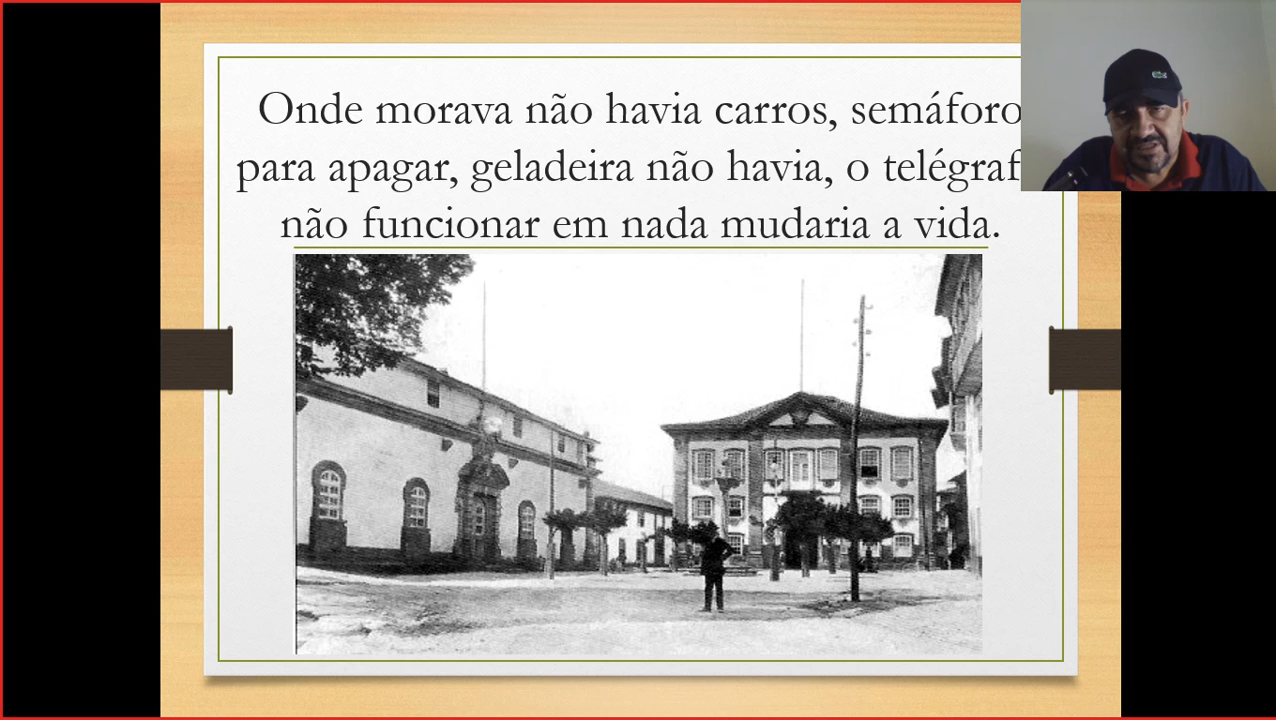 Onde morava não havia carros, semáforo
para apagar, geladeira não havia, o telégraf
não funcionar em nada mudaria a vida.